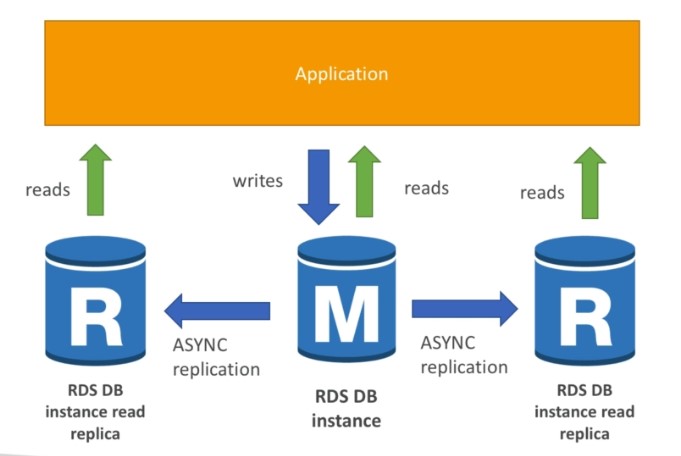 Application
reads
writes
reads
reads
R
M
R
ASYNC
replication
ASYNC
replication
RDS DB
instance read
replica
RDS DB
instance
RDS DB
instance read
replica